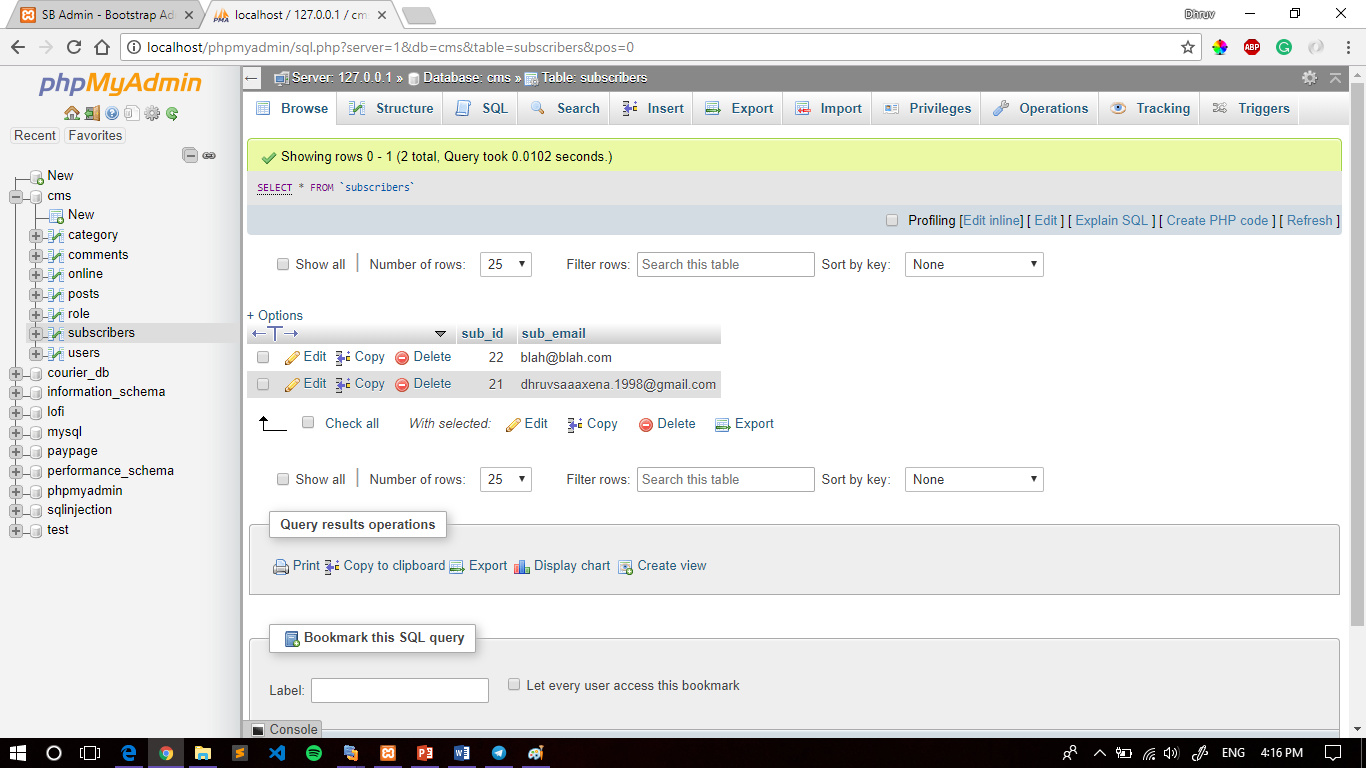 SB Admin - Bootstrap Ad
localhost / 127.0.0.1 / cm
Dhruv
localhost/phpmyadmin/sql.php?server=1&db=cms&table=subscribers&pos=0
ABP
phpMyAdmin
Server: 127.0.0.1 » Database: cms » Table: subscribers
Browse Structure SQL Search Insert Export Import Privileges Operations Tracking Triggers
Recent Favorites
New
cms
New
category
comments
online
posts
role
subscribers
users
courier_db
information_schema
lofi
mysql
paypage
performance_schema
phpmyadmin
sqlinjection
test
Showing rows 0 - 1 (2 total, Query took 0.0102 seconds.)
SELECT * FROM `subscribers`
Profiling [Edit inline] [ Edit ] [ Explain SQL ] [ Create PHP code ] [ Refresh ]
Show all | Number of rows: 25 Filter rows: Search this table Sort by key: None
+ Options
←T→ sub_id sub_email
Edit Copy Delete 22 blah@blah.com
Edit Copy Delete 21 dhruvsaaaxena.1998@gmail.com
Check all With selected: Edit Copy Delete Export
Show all | Number of rows: 25 Filter rows: Search this table Sort by key: None
Query results operations
Print Copy to clipboard Export Display chart Create view
Bookmark this SQL query
Label: Let every user access this bookmark
Console
ENG 4:16 PM